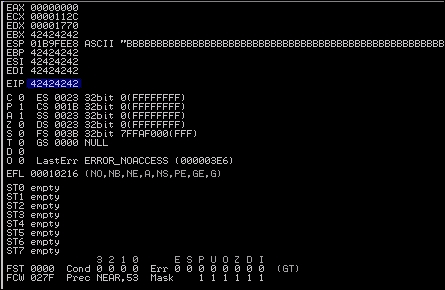 EAX 00000000
ECX 0000112C
EDX 00001770
EBX 42424242
ESP 01B9FEE8 ASCII "BBBBBBBBBBBBBBBBBBBBBBBBBBBBBBBBBBBBBBBBBBBB
EBP 42424242
ESI 42424242
EDI 42424242
EIP 42424242
C 0 ES 0023 32bit 0(FFFFFFFF)
P 1 CS 001B 32bit 0(FFFFFFFF)
A 1 SS 0023 32bit 0(FFFFFFFF)
Z 0 DS 0023 32bit 0(FFFFFFFF)
S 0 FS 003B 32bit 7FFAF000(FFF)
T 0 GS 0000 NULL
D 0
O 0 LastErr ERROR_NOACCESS (000003E6)
EFL 00010216 (NO,NB,NE,A,NS,PE,GE,G)
ST0 empty
ST1 empty
ST2 empty
ST3 empty
ST4 empty
ST5 empty
ST6 empty
ST7 empty
3 2 1 0 E S P U O Z D I
FST 0000 Cond 0 0 0 0 Err 0 0 0 0 0 0 0 0 (GT)
FCW 027F Prec NEAR,53 Mask 1 1 1 1 1 1